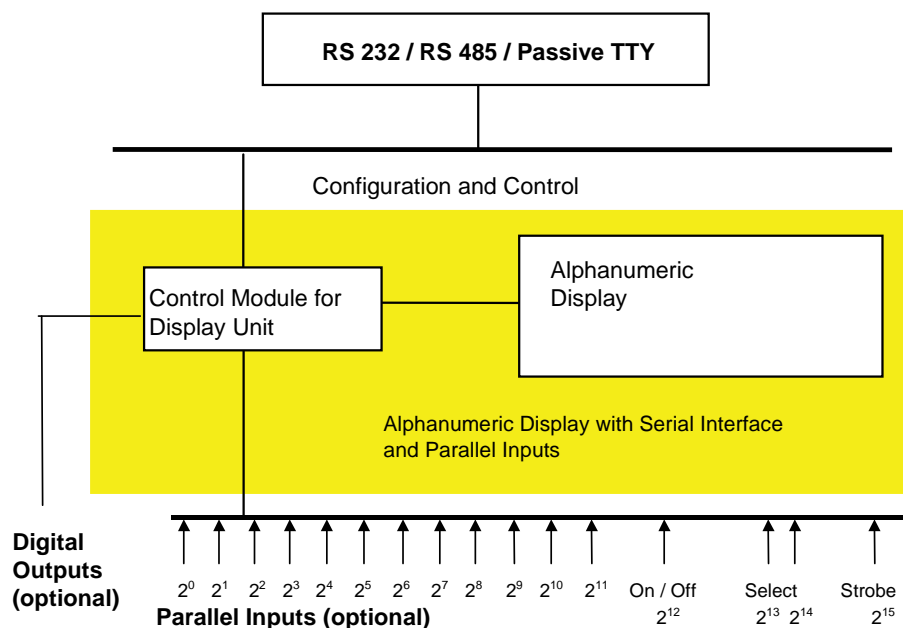 RS 232 / RS 485 / Passive TTY
Configuration and Control
Alphanumeric
Display
Control Module for
Display Unit
Alphanumeric Display with Serial Interface
and Parallel Inputs
Digital
Outputs
(optional)
2⁰ 2¹ 2² 2³ 2⁴ 2⁵ 2⁶ 2⁷ 2⁸ 2⁹ 2¹⁰ 2¹¹ On / Off Select Strobe
2¹² 2¹³ 2¹⁴ 2¹⁵
Parallel Inputs (optional)